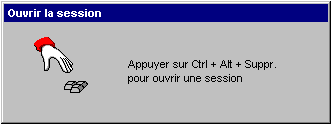 Ouvrir la session
Appuyer sur Ctrl + Alt + Suppr.
pour ouvrir une session